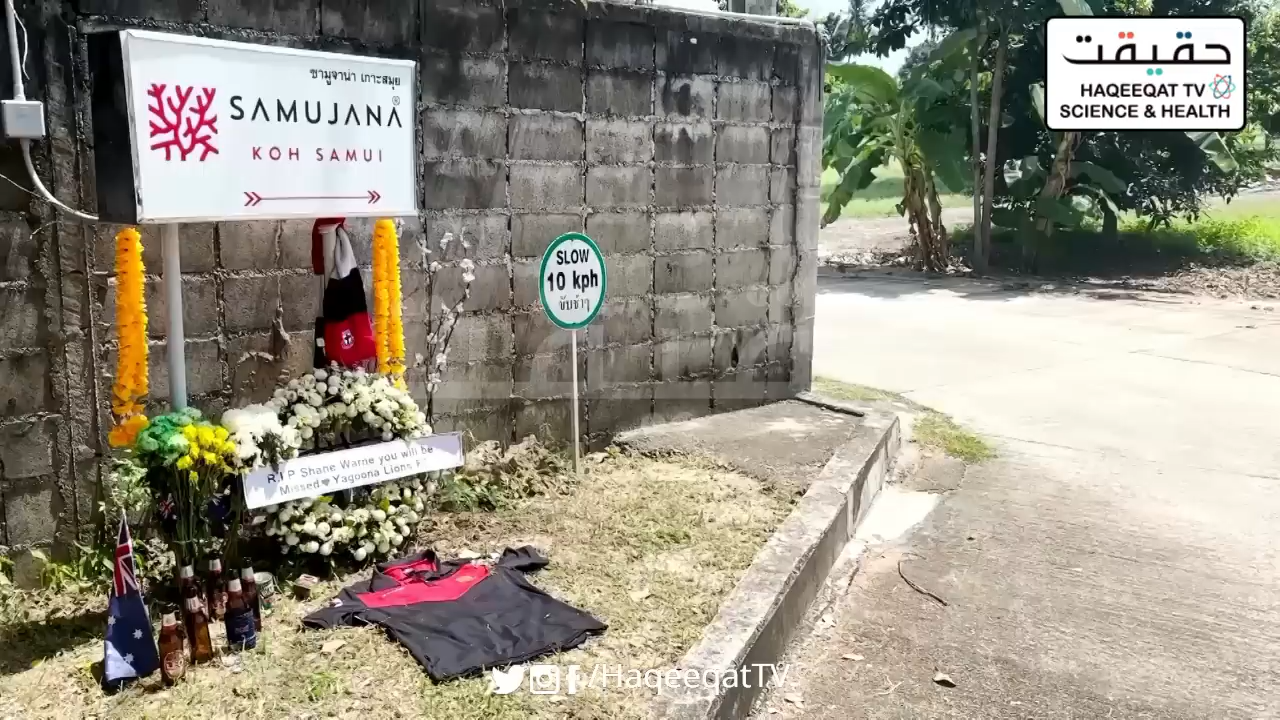 ซามูจาน่า เกาะสมุย
SAMUJANA®
KOH SAMUI
SLOW
10 kph
ขับช้าๆ
R.I.P Shane Warne you will be
Missed♥Yagoona Lions F
حقیقت
HAQEEQAT TV
SCIENCE & HEALTH
/HaqeeqatTV